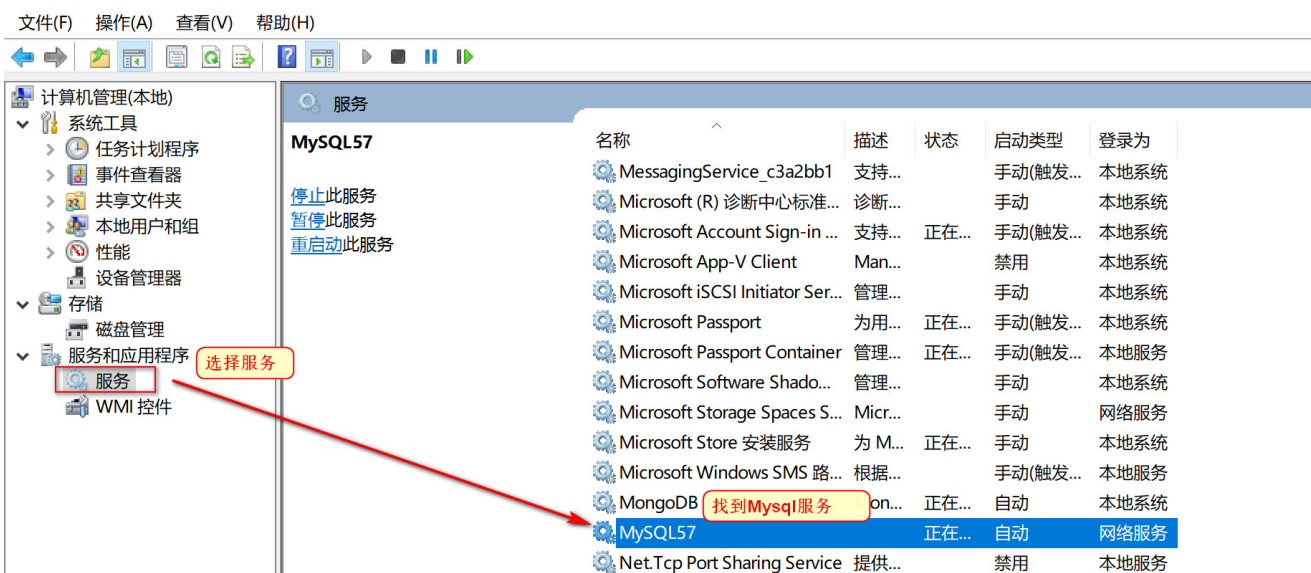 文件(F) 操作(A) 查看(V) 帮助(H)
计算机管理(本地)
系统工具
任务计划程序
事件查看器
共享文件夹
本地用户和组
性能
设备管理器
存储
磁盘管理
服务和应用程序
选择服务
服务
WMI 控件
服务
MySQL57
停止此服务
暂停此服务
重启动此服务
名称 描述 状态 启动类型 登录为
MessagingService_c3a2bb1 支持... 手动(触发... 本地系统
Microsoft (R) 诊断中心标准... 诊断... 手动 本地系统
Microsoft Account Sign-in ... 支持... 正在... 手动(触发... 本地系统
Microsoft App-V Client Man... 禁用 本地系统
Microsoft iSCSI Initiator Ser... 管理... 手动 本地系统
Microsoft Passport 为用... 正在... 手动(触发... 本地系统
Microsoft Passport Container 管理... 正在... 手动(触发... 本地服务
Microsoft Software Shado... 管理... 手动 本地系统
Microsoft Storage Spaces S... Micr... 手动 网络服务
Microsoft Store 安装服务 为 M... 正在... 手动 本地系统
Microsoft Windows SMS 路... 根据... 手动(触发... 本地服务
MongoDB 找到Mysql服务 on... 正在... 自动 本地系统
MySQL57 正在... 自动 网络服务
Net.Tcp Port Sharing Service 提供... 禁用 本地服务